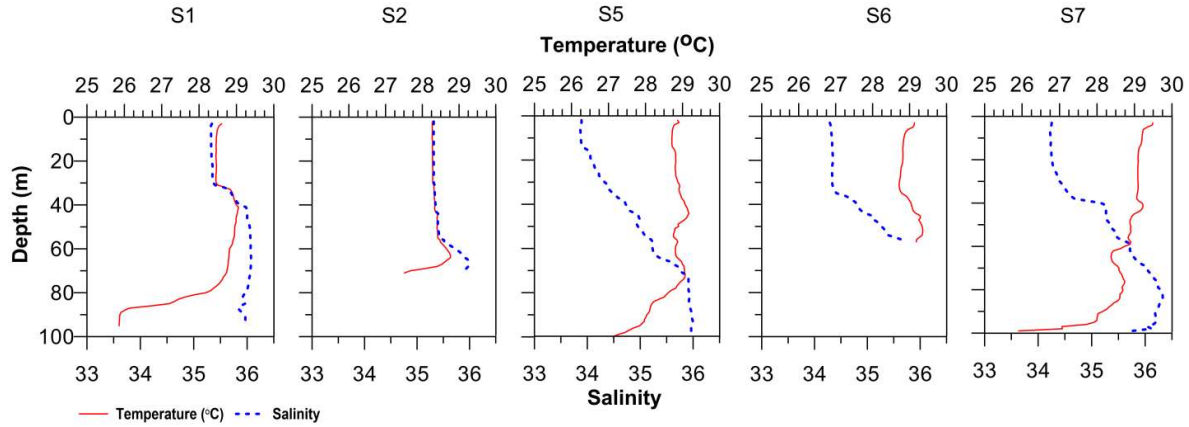 S1 S2 S5 S6 S7
Temperature (ºC)
25 26 27 28 29 30 25 26 27 28 29 30 25 26 27 28 29 30 25 26 27 28 29 30 25 26 27 28 29 30
0
20
40
60
80
100
Depth (m)
33 34 35 36 33 34 35 36 33 34 35 36 33 34 35 36 33 34 35 36
Salinity
Temperature (ºC) Salinity